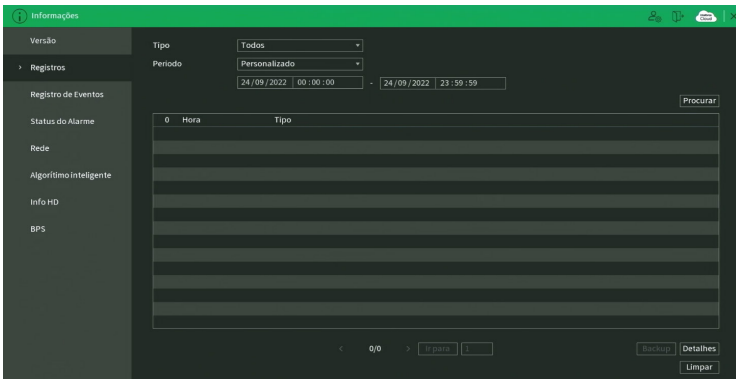 Informações
Versão
Registros
Registro de Eventos
Status do Alarme
Rede
Algorítimo inteligente
Info HD
BPS
Tipo Todos
Período Personalizado
24/09/2022 00:00:00 - 24/09/2022 23:59:59
Procurar
0 Hora Tipo
0/0 Ir para 1
Backup Detalhes
Limpar